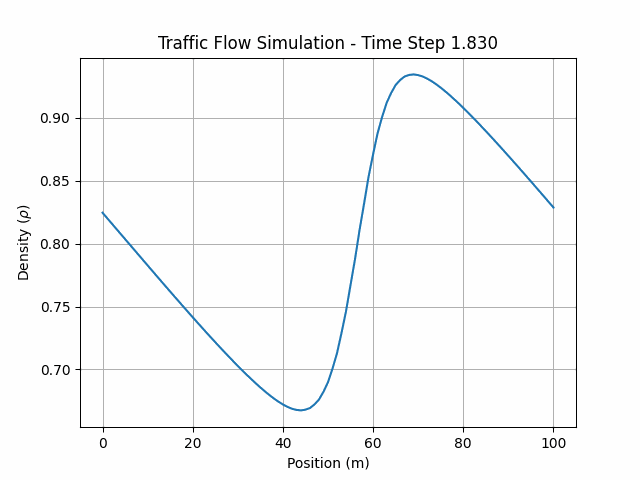 Traffic Flow Simulation - Time Step 1.830
Density (ρ)
0.90
0.85
0.80
0.75
0.70
0 20 40 60 80 100
Position (m)